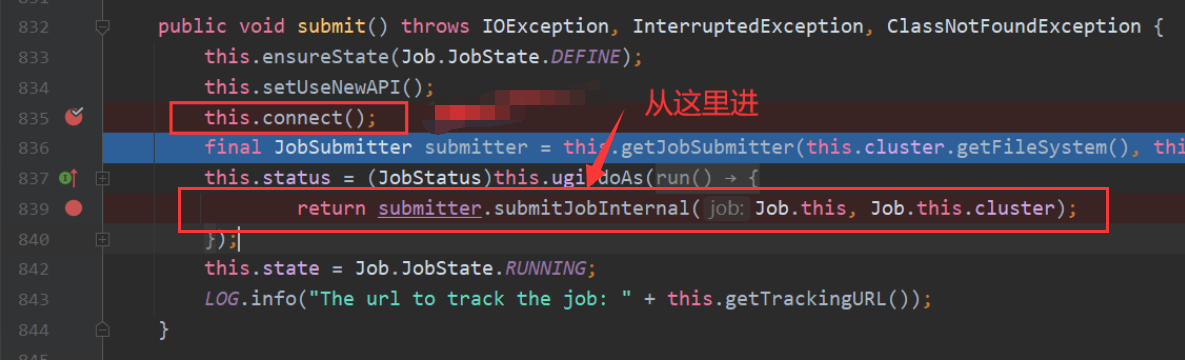 832 public void submit() throws IOException, InterruptedException, ClassNotFoundException {
833 this.ensureState(Job.JobState.DEFINE);
834 this.setUseNewAPI();
835 this.connect();
从这里进
836 final JobSubmitter submitter = this.getJobSubmitter(this.cluster.getFileSystem(), thi
837 this.status = (JobStatus)this.ugi.doAs(run() → {
839 return submitter.submitJobInternal( job: Job.this, Job.this.cluster);
840 });
842 this.state = Job.JobState.RUNNING;
843 LOG.info("The url to track the job: " + this.getTrackingURL());
844 }